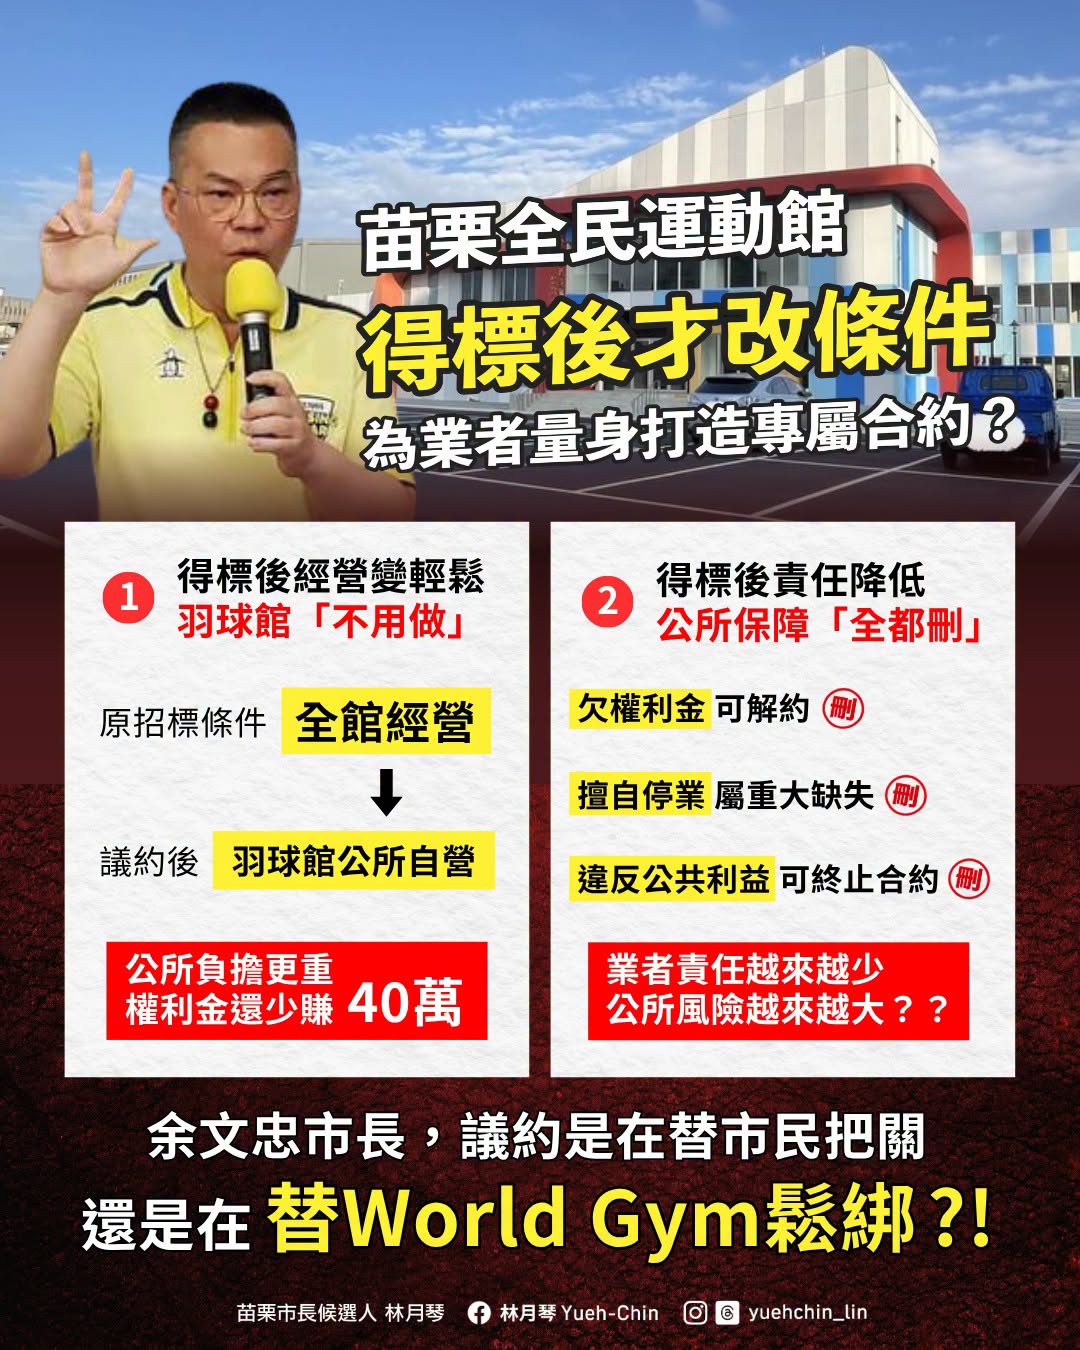 苗栗全民運動館
得標後才改條件
為業者量身打造專屬合約？
1
得標後經營變輕鬆
羽球館「不用做」
原招標條件 全館經營
議約後 羽球館公所自營
公所負擔更重
權利金還少賺 40萬
2
得標後責任降低
公所保障「全都刪」
欠權利金 可解約 刪
擅自停業 屬重大缺失 刪
違反公共利益 可終止合約 刪
業者責任越來越少
公所風險越來越大？？
余文忠市長，議約是在替市民把關
還是在 替World Gym鬆綁?!
苗栗市長候選人 林月琴 林月琴 Yueh-Chin yuehchin_lin